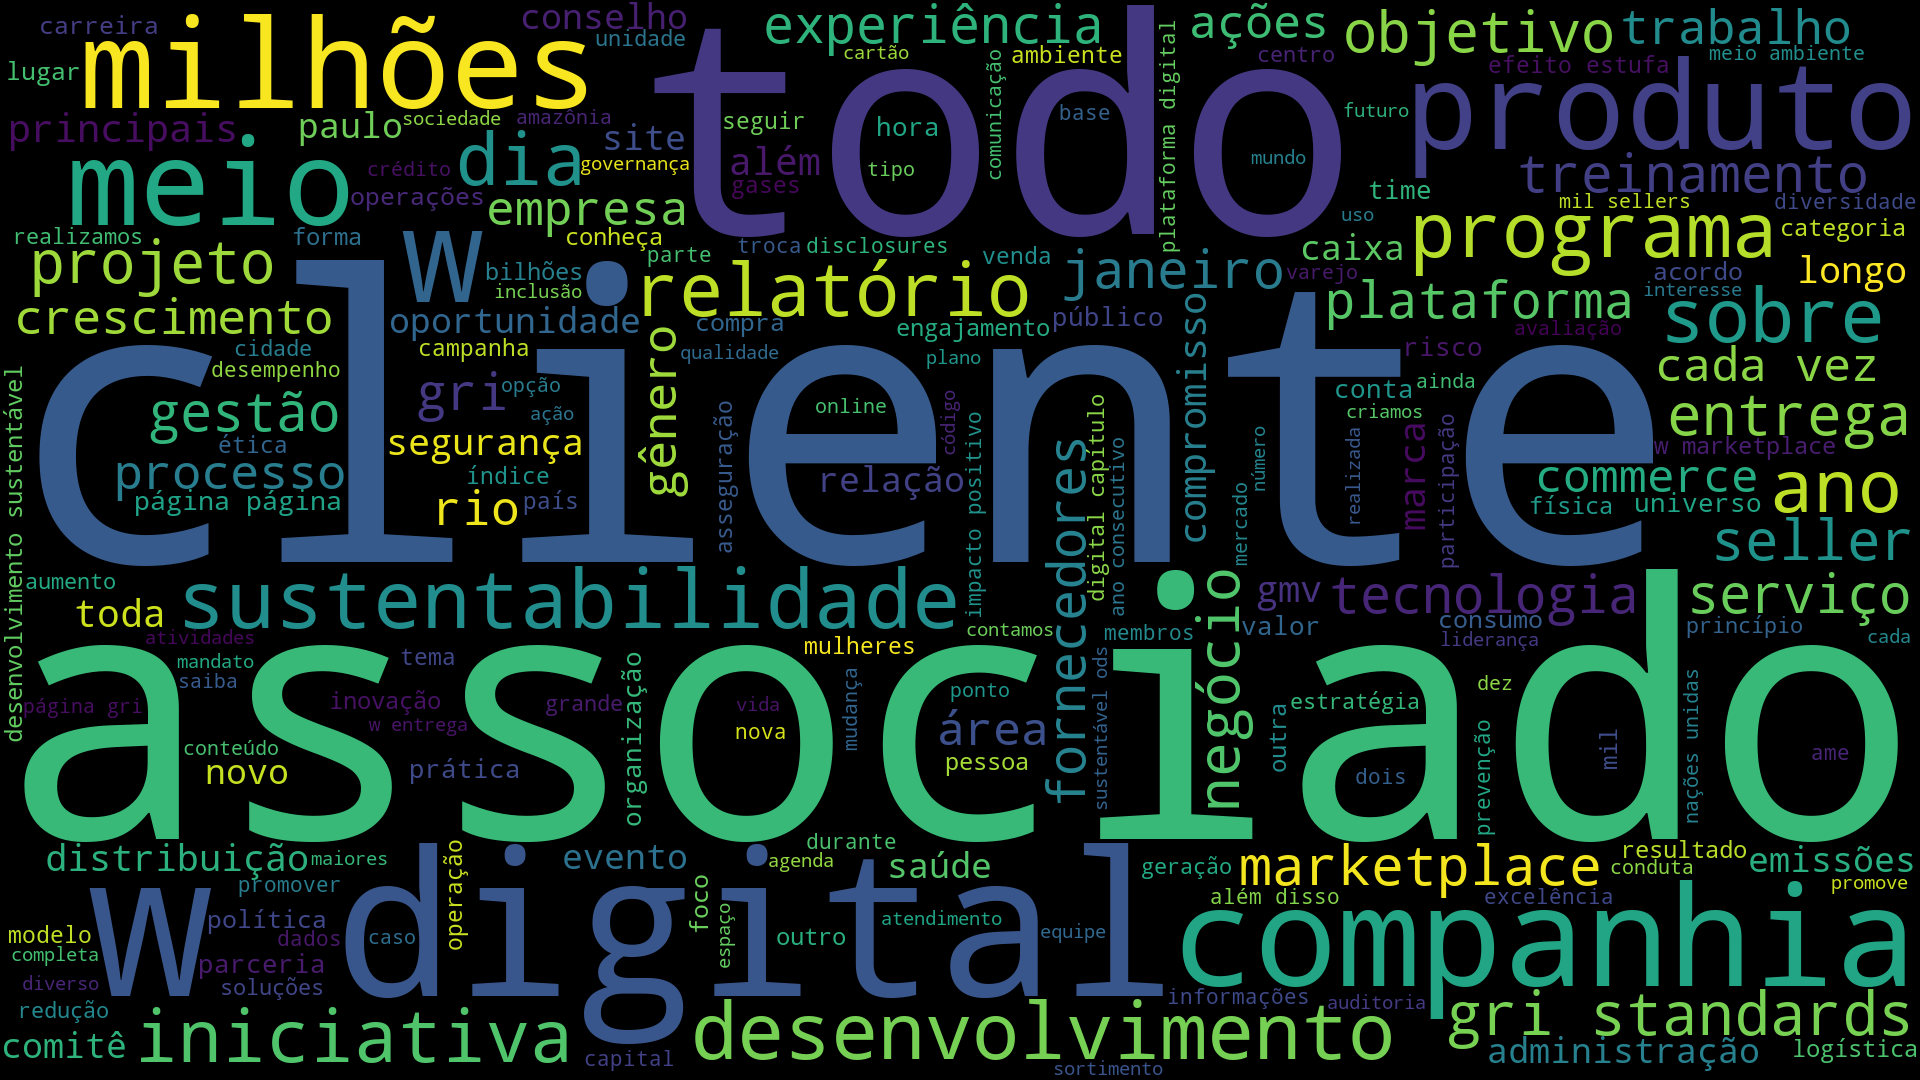 carreira
conselho
unidade
experiência
cartão
ambiente
ações
centro
objetivo
trabalho
meio ambiente
lugar
milhões
todo
comunicação
plataforma digital
efeito estufa
produto
principais
paulo
sociedade
amazônia
site
seguir
hora
base
futuro
meio
crédito
dia
governança
além
tipo
mundo
treinamento
operações
empresa
gases
time
mil sellers
diversidade
realizamos
forma
w
conheça
troca
disclosures
venda
uso
programa
categoria
projeto
bilhões
parte
relatório
janeiro
caixa
varejo
acordo
longo
inclusão
interesse
crescimento
oportunidade
compra
engajamento
público
plataforma
sobre
avaliação
cidade
campanha
gênero
qualidade
plano
compromisso
risco
cada vez
desempenho
desenvolvimento sustentável
gri
opção
conta
ainda
gestão
ação
online
código
criamos
entrega
ética
segurança
asseguração
cliente
digital capítulo
marca
w marketplace
processo
índice
relação
impacto positivo
fornecedores
ano consecutivo
número
realizada
participação
commerce
ano
página página
rio
país
mercado
física
universo
seller
aumento
sustentabilidade
gmv
tecnologia
serviço
toda
contamos
membros
valor
consumo
princípio
atividades
mulheres
liderança
cada
mandato
tema
saiba
associado
página gri
inovação
organização
grande
vida
mudança
ponto
sustentável ods
negócio
estratégia
dez
nações unidas
w entrega
nova
área
outra
conteúdo
prevenção
mil
ame
novo
prática
pessoa
dois
distribuição
maiores
operação
evento
durante
agenda
saúde
geração
marketplace
resultado
conduta
emissões
promover
foco
além disso
excelência
promove
w digital
política
espaço
atendimento
companhia
modelo
dados
caso
outro
equipe
completa
parceria
diverso
soluções
informações
auditoria
redução
gri standards
comitê
iniciativa
capital
desenvolvimento
sortimento
administração
logística